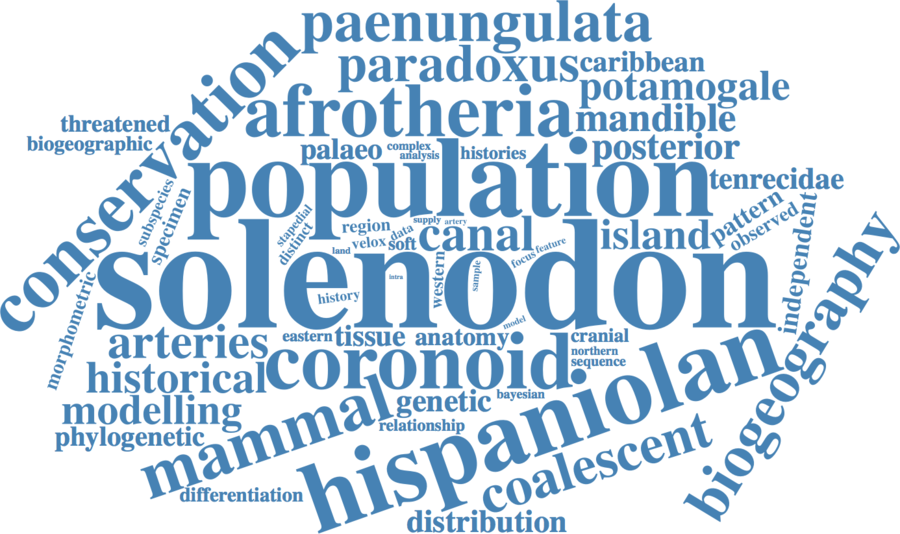 paenungulata
conservation
paradoxus
caribbean
potamogale
afrotheria
mandible
threatened
biogeographic
palaeo
complex
analysis
histories
posterior
population
tenrecidae
subspecies
specimen
stapedial
distinct
region
supply
artery
land
velox
data
soft
canal
island
pattern
observed
independent
solenodon
history
intra
western
sample
focus
feature
biogeography
morphometric
arteries
eastern
tissue
anatomy
model
cranial
northern
sequence
historical
coronoid
modelling
mammal
genetic
bayesian
hispaniolan
phylogenetic
relationship
coalescent
differentiation
distribution